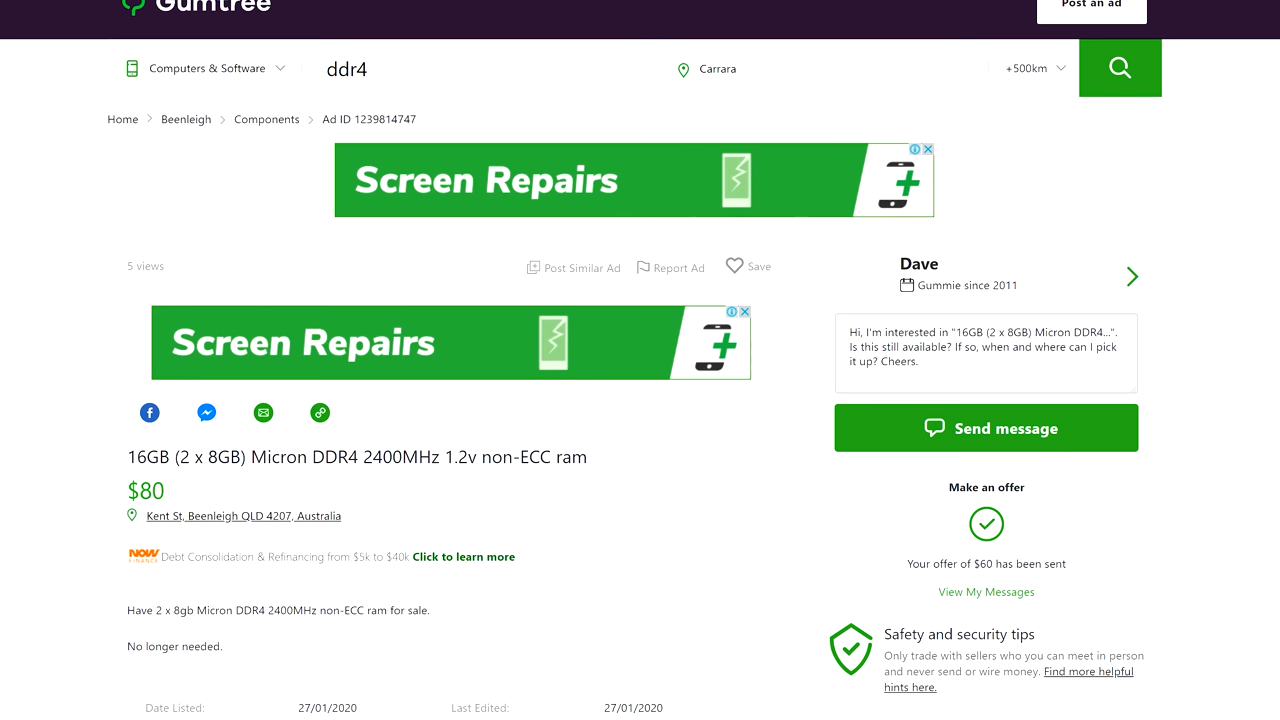 Gumtree
Post an ad
Computers & Software
ddr4
Carrara
+500km
Home
Beenleigh
Components
Ad ID 1239814747
Screen Repairs
5 views
Post Similar Ad
Report Ad
Save
Screen Repairs
16GB (2 x 8GB) Micron DDR4 2400MHz 1.2v non-ECC ram
$80
Kent St, Beenleigh QLD 4207, Australia
NOW FINANCE Debt Consolidation & Refinancing from $5k to $40k Click to learn more
Have 2 x 8gb Micron DDR4 2400MHz non-ECC ram for sale.
No longer needed.
Date Listed: 27/01/2020 Last Edited: 27/01/2020
Dave
Gummie since 2011
Hi, I'm interested in "16GB (2 x 8GB) Micron DDR4...".
Is this still available? If so, when and where can I pick
it up? Cheers.
Send message
Make an offer
Your offer of $60 has been sent
View My Messages
Safety and security tips
Only trade with sellers who you can meet in person
and never send or wire money. Find more helpful
hints here.